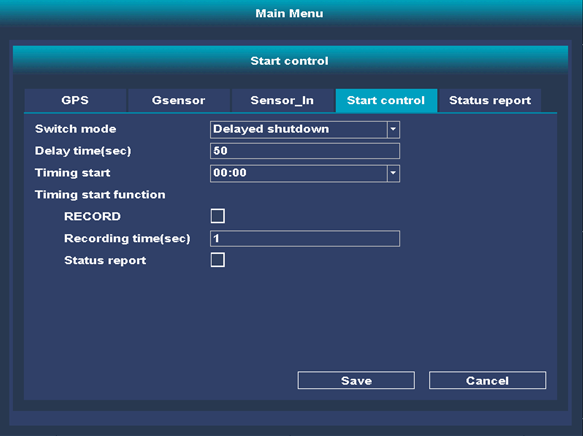 Main Menu
Start control
GPS Gsensor Sensor_In Start control Status report
Switch mode Delayed shutdown
Delay time(sec) 50
Timing start 00:00
Timing start function
RECORD
Recording time(sec) 1
Status report
Save Cancel